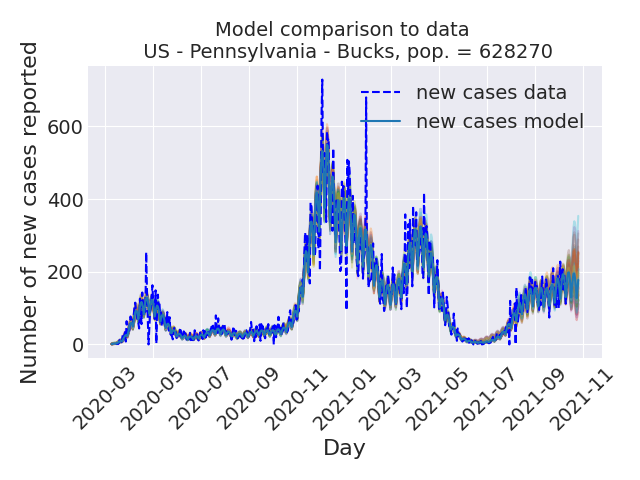 Model comparison to data
US - Pennsylvania - Bucks, pop. = 628270
Number of new cases reported
new cases data
new cases model
600
400
200
0
2020-03
2020-05
2020-07
2020-09
2020-11
2021-01
2021-03
2021-05
2021-07
2021-09
2021-11
Day